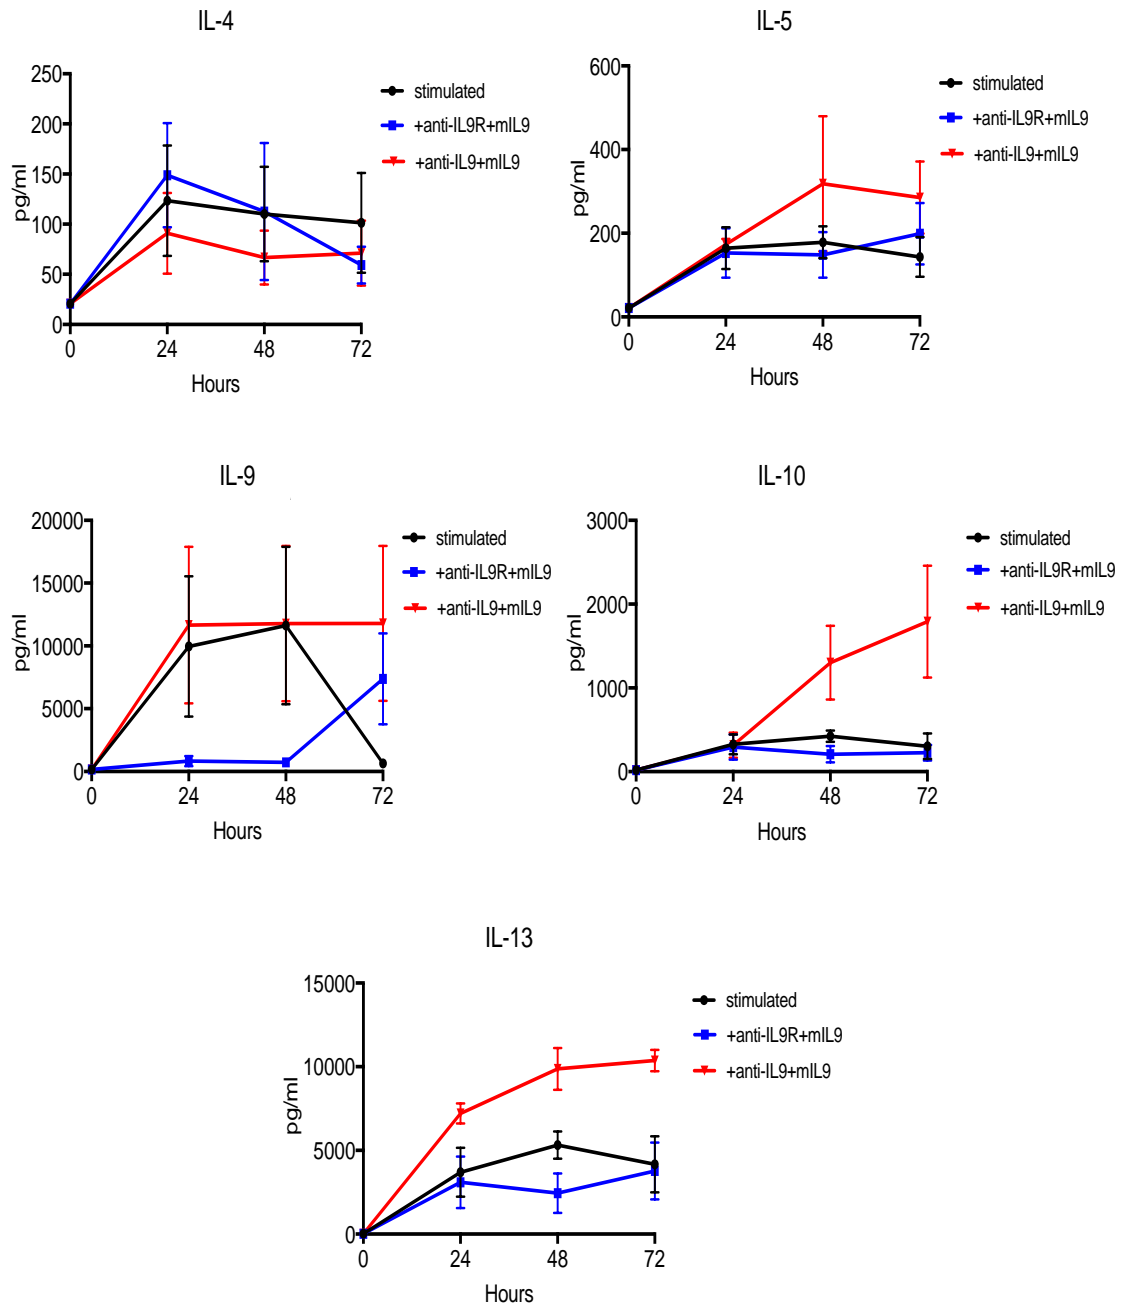 IL-4
250
200
150
100
50
0
pg/ml
0 24 48 72
Hours
stimulated
+anti-IL9R+mIL9
+anti-IL9+mIL9
IL-5
600
400
200
0
pg/ml
0 24 48 72
Hours
stimulated
+anti-IL9R+mIL9
+anti-IL9+mIL9
IL-9
20000
15000
10000
5000
0
pg/ml
0 24 48 72
Hours
stimulated
+anti-IL9R+mIL9
+anti-IL9+mIL9
IL-10
3000
2000
1000
0
pg/ml
0 24 48 72
Hours
stimulated
+anti-IL9R+mIL9
+anti-IL9+mIL9
IL-13
15000
10000
5000
0
pg/ml
0 24 48 72
Hours
stimulated
+anti-IL9R+mIL9
+anti-IL9+mIL9